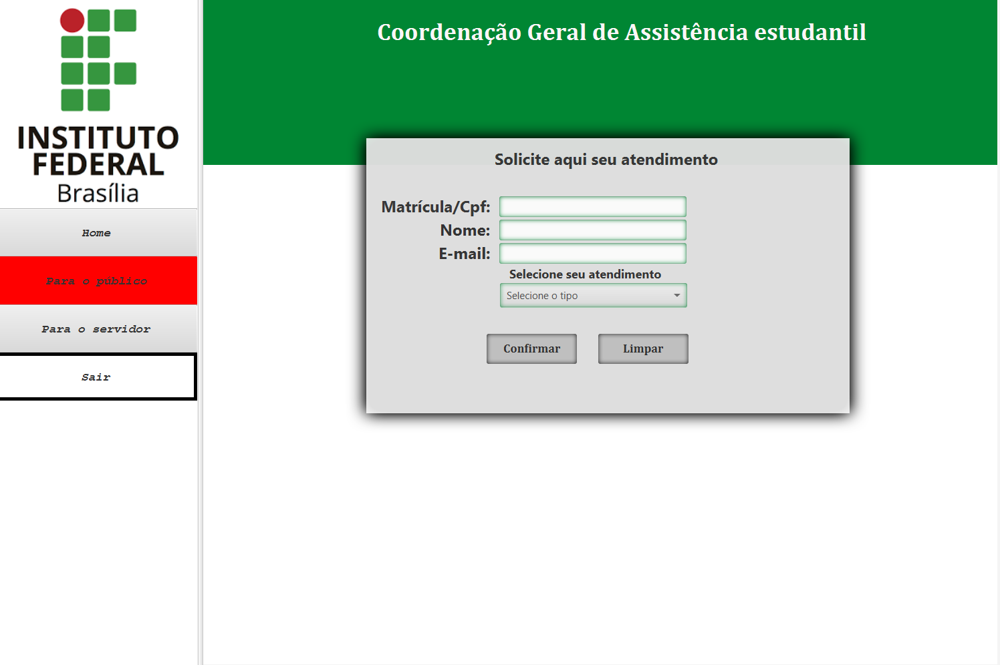 INSTITUTO
FEDERAL
Brasília
Home
Para o público
Para o servidor
Sair
Coordenação Geral de Assistência estudantil
Solicite aqui seu atendimento
Matrícula/Cpf:
Nome:
E-mail:
Selecione seu atendimento
Selecione o tipo
Confirmar Limpar